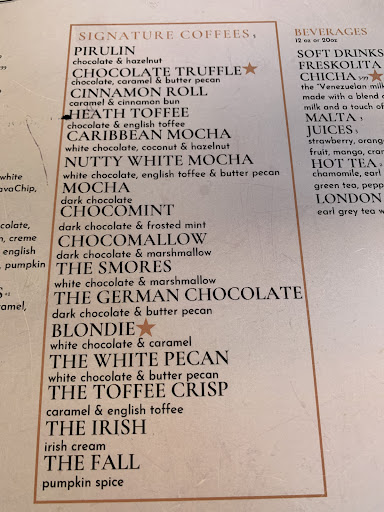 white
avaChip,
colate,
n, creme
english
, pumpkin
S +1
ramel,
SIGNATURE COFFEES
PIRULIN
chocolate & hazelnut
CHOCOLATE TRUFFLE★
chocolate, caramel & butter pecan
CINNAMON ROLL
caramel & cinnamon bun
HEATH TOFFEE
chocolate & english toffee
CARIBBEAN MOCHA
white chocolate, coconut & hazelnut
NUTTY WHITE MOCHA
white chocolate, english toffee & butter pecan
MOCHA
dark chocolate
CHOCOMINT
dark chocolate & frosted mint
CHOCOMALLOW
dark chocolate & marshmallow
THE SMORES
white chocolate & marshmallow
THE GERMAN CHOCOLATE
dark chocolate & butter pecan
BLONDIE★
white chocolate & caramel
THE WHITE PECAN
white chocolate & butter pecan
THE TOFFEE CRISP
caramel & english toffee
THE IRISH
irish cream
THE FALL
pumpkin spice
BEVERAGES
12 oz or 20oz
SOFT DRINKS
FRESKOLITA
CHICHA ★
the "Venezuelan milk
made with a blend o
milk and a touch of
MALTA
JUICES
strawberry, orang
fruit, mango, cran
HOT TEA
chamomile, earl
green tea, pepp
LONDON
earl grey tea w